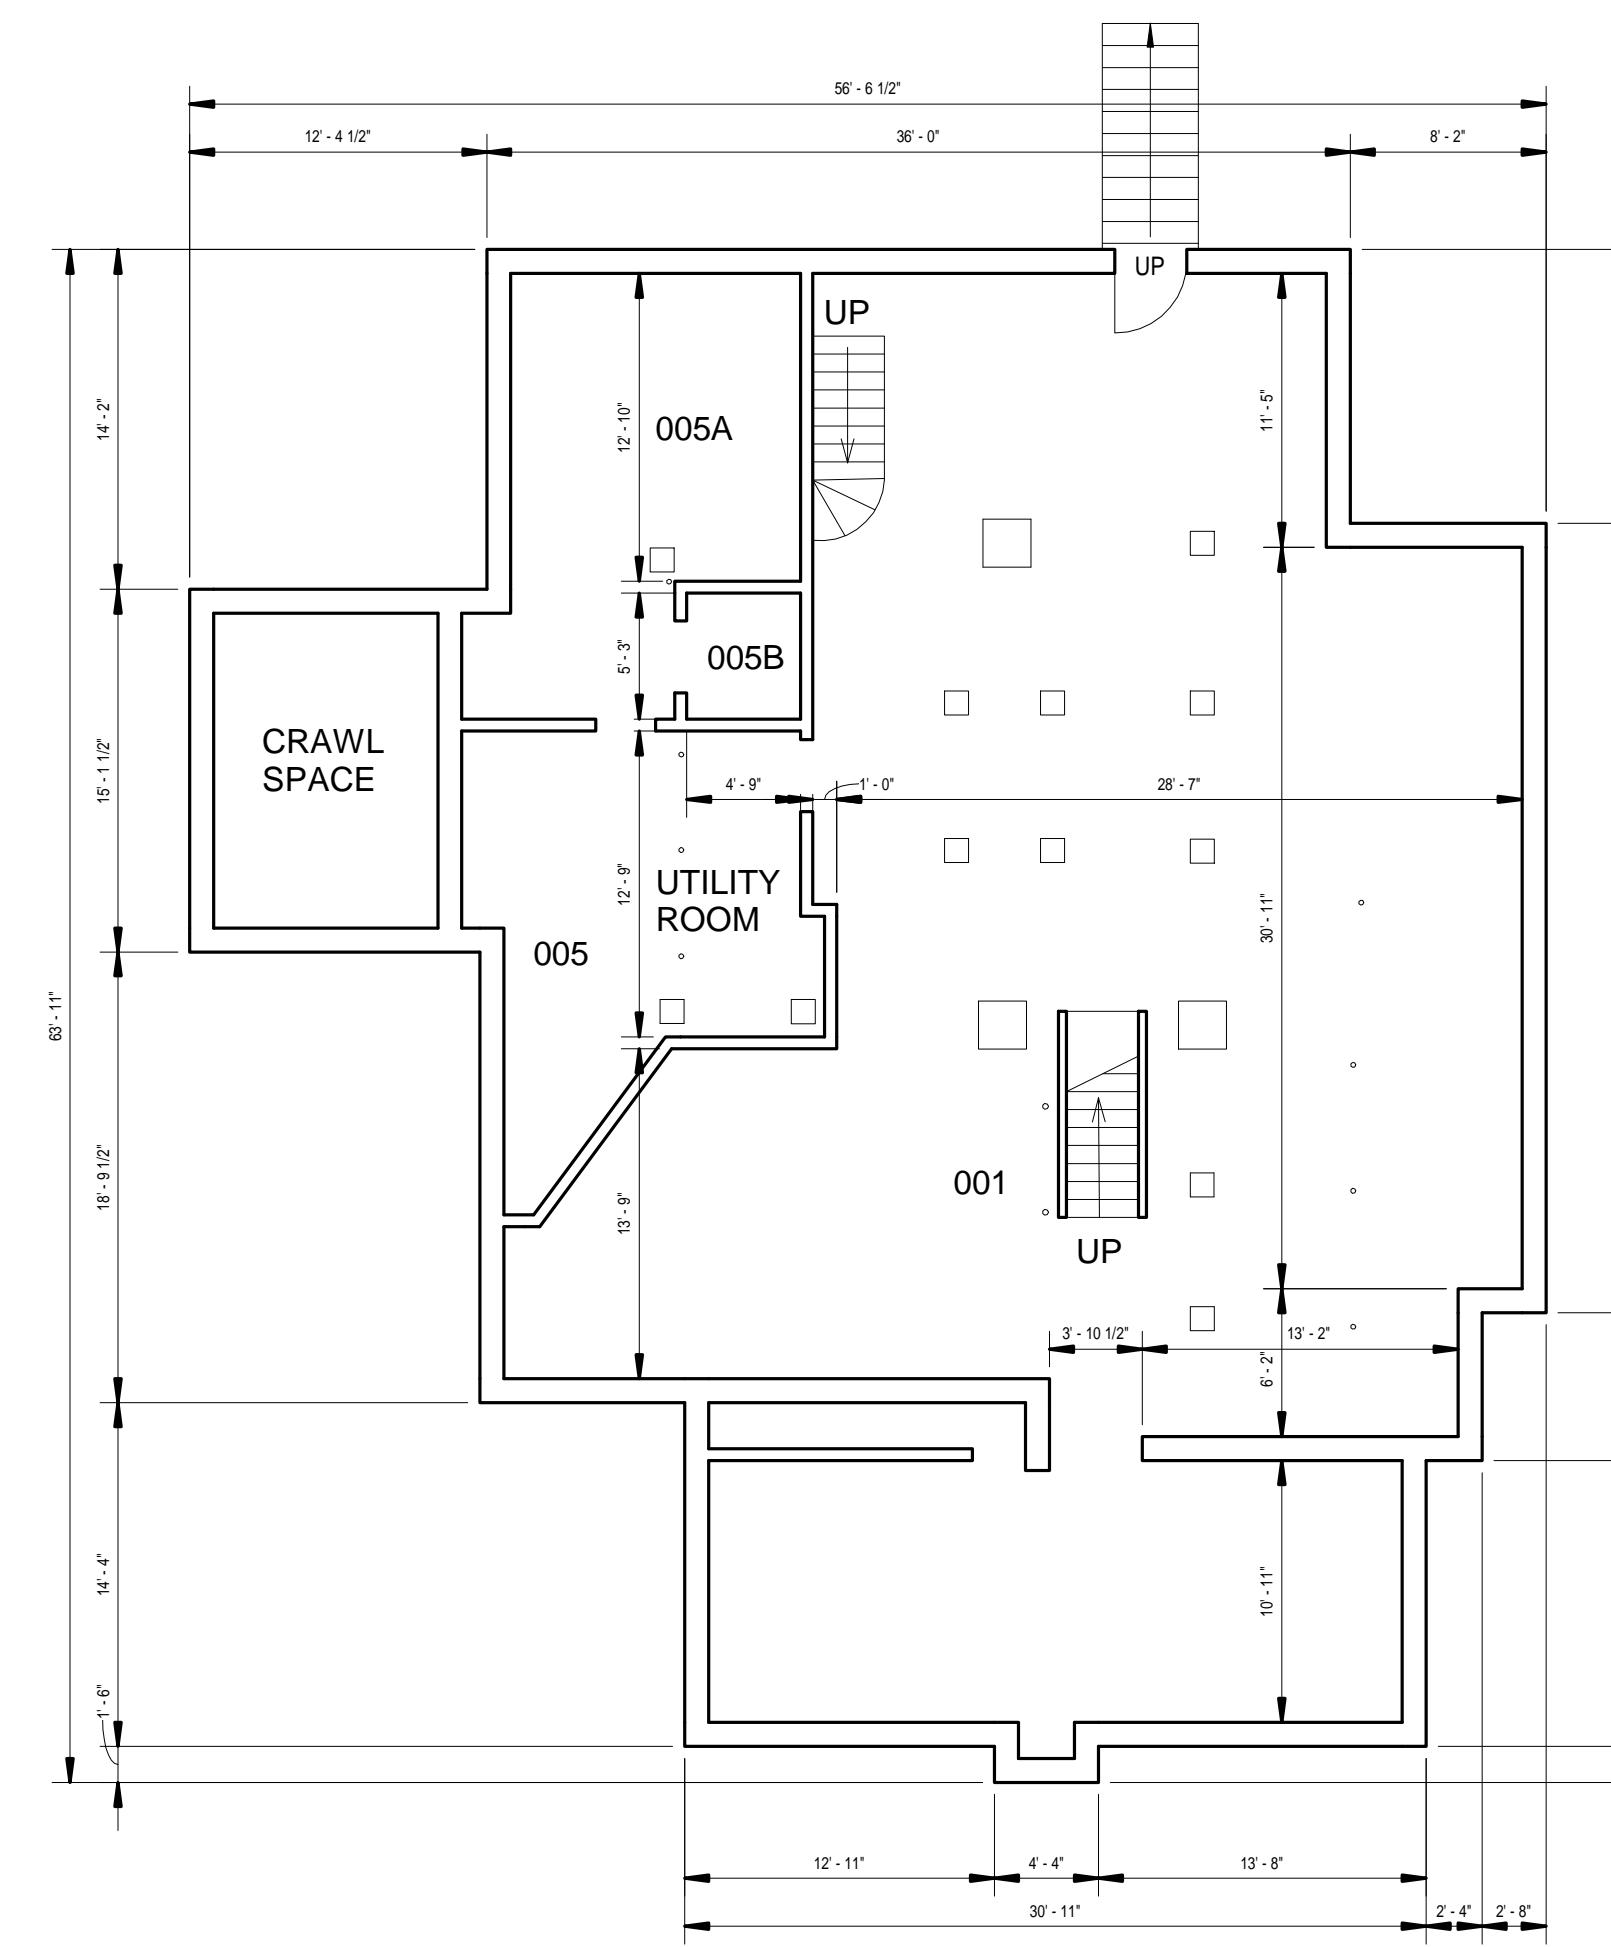 56' - 6 1/2"
12' - 4 1/2"
36' - 0"
8' - 2"
UP
UP
14' - 2"
12' - 10"
005A
11' - 5"
5' - 3"
005B
CRAWL
SPACE
15' - 1 1/2"
4' - 9"
1' - 0"
28' - 7"
12' - 9"
UTILITY
ROOM
005
30' - 11"
63' - 11"
18' - 9 1/2"
13' - 9"
001
UP
3' - 10 1/2"
13' - 2"
6' - 2"
14' - 4"
10' - 11"
1' - 6"
12' - 11"
4' - 4"
13' - 8"
30' - 11"
2' - 4"
2' - 8"